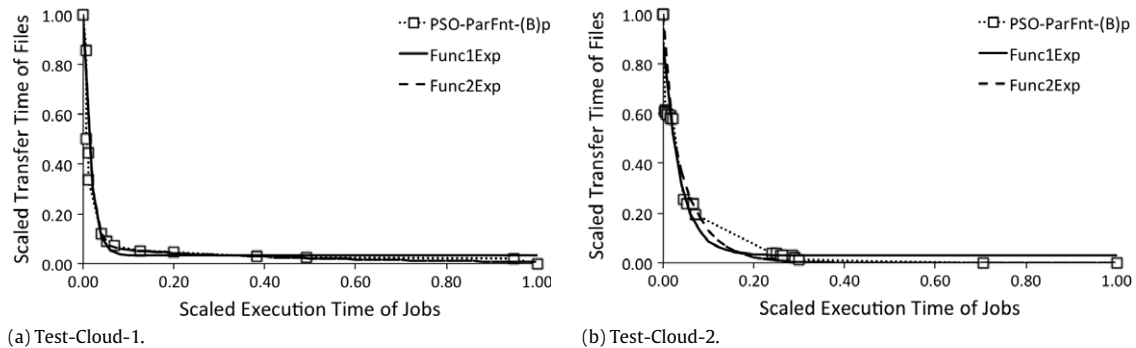 1.00
0.80
0.60
0.40
0.20
0.00
Scaled Transfer Time of Files
PSO-ParFnt-(B)p
Func1Exp
Func2Exp
0.00 0.20 0.40 0.60 0.80 1.00
Scaled Execution Time of Jobs
(a) Test-Cloud-1.
1.00
0.80
0.60
0.40
0.20
0.00
Scaled Transfer Time of Files
PSO-ParFnt-(B)p
Func1Exp
Func2Exp
0.00 0.20 0.40 0.60 0.80 1.00
Scaled Execution Time of Jobs
(b) Test-Cloud-2.